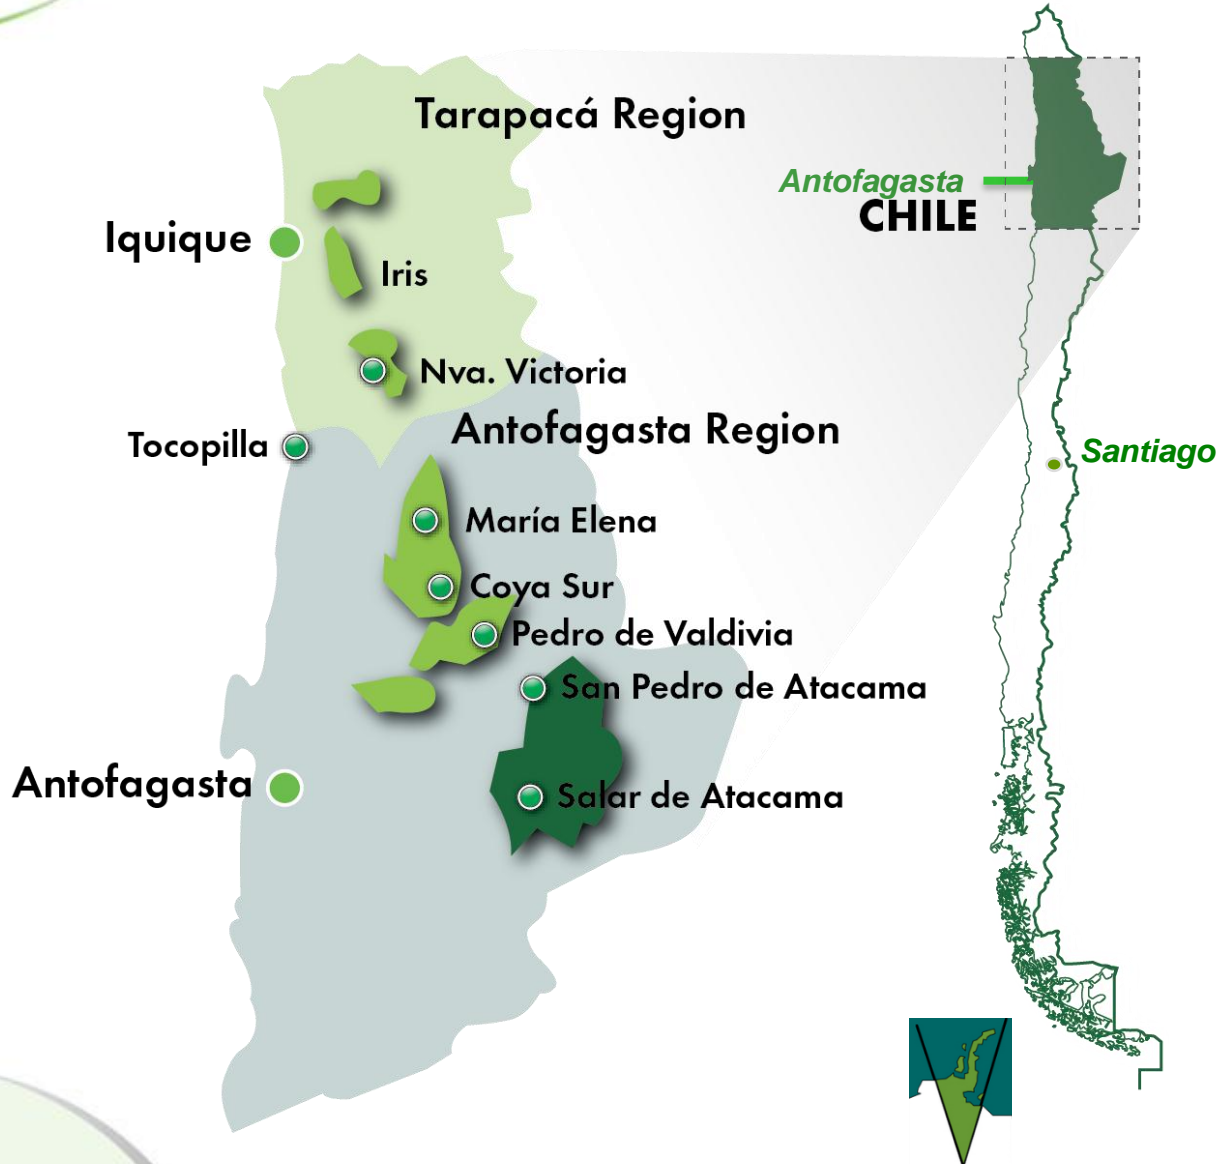 Tarapacá Region
Antofagasta
CHILE
Iquique
Iris
Nva. Victoria
Antofagasta Region
Tocopilla
Santiago
María Elena
Coya Sur
Pedro de Valdivia
San Pedro de Atacama
Antofagasta
Salar de Atacama